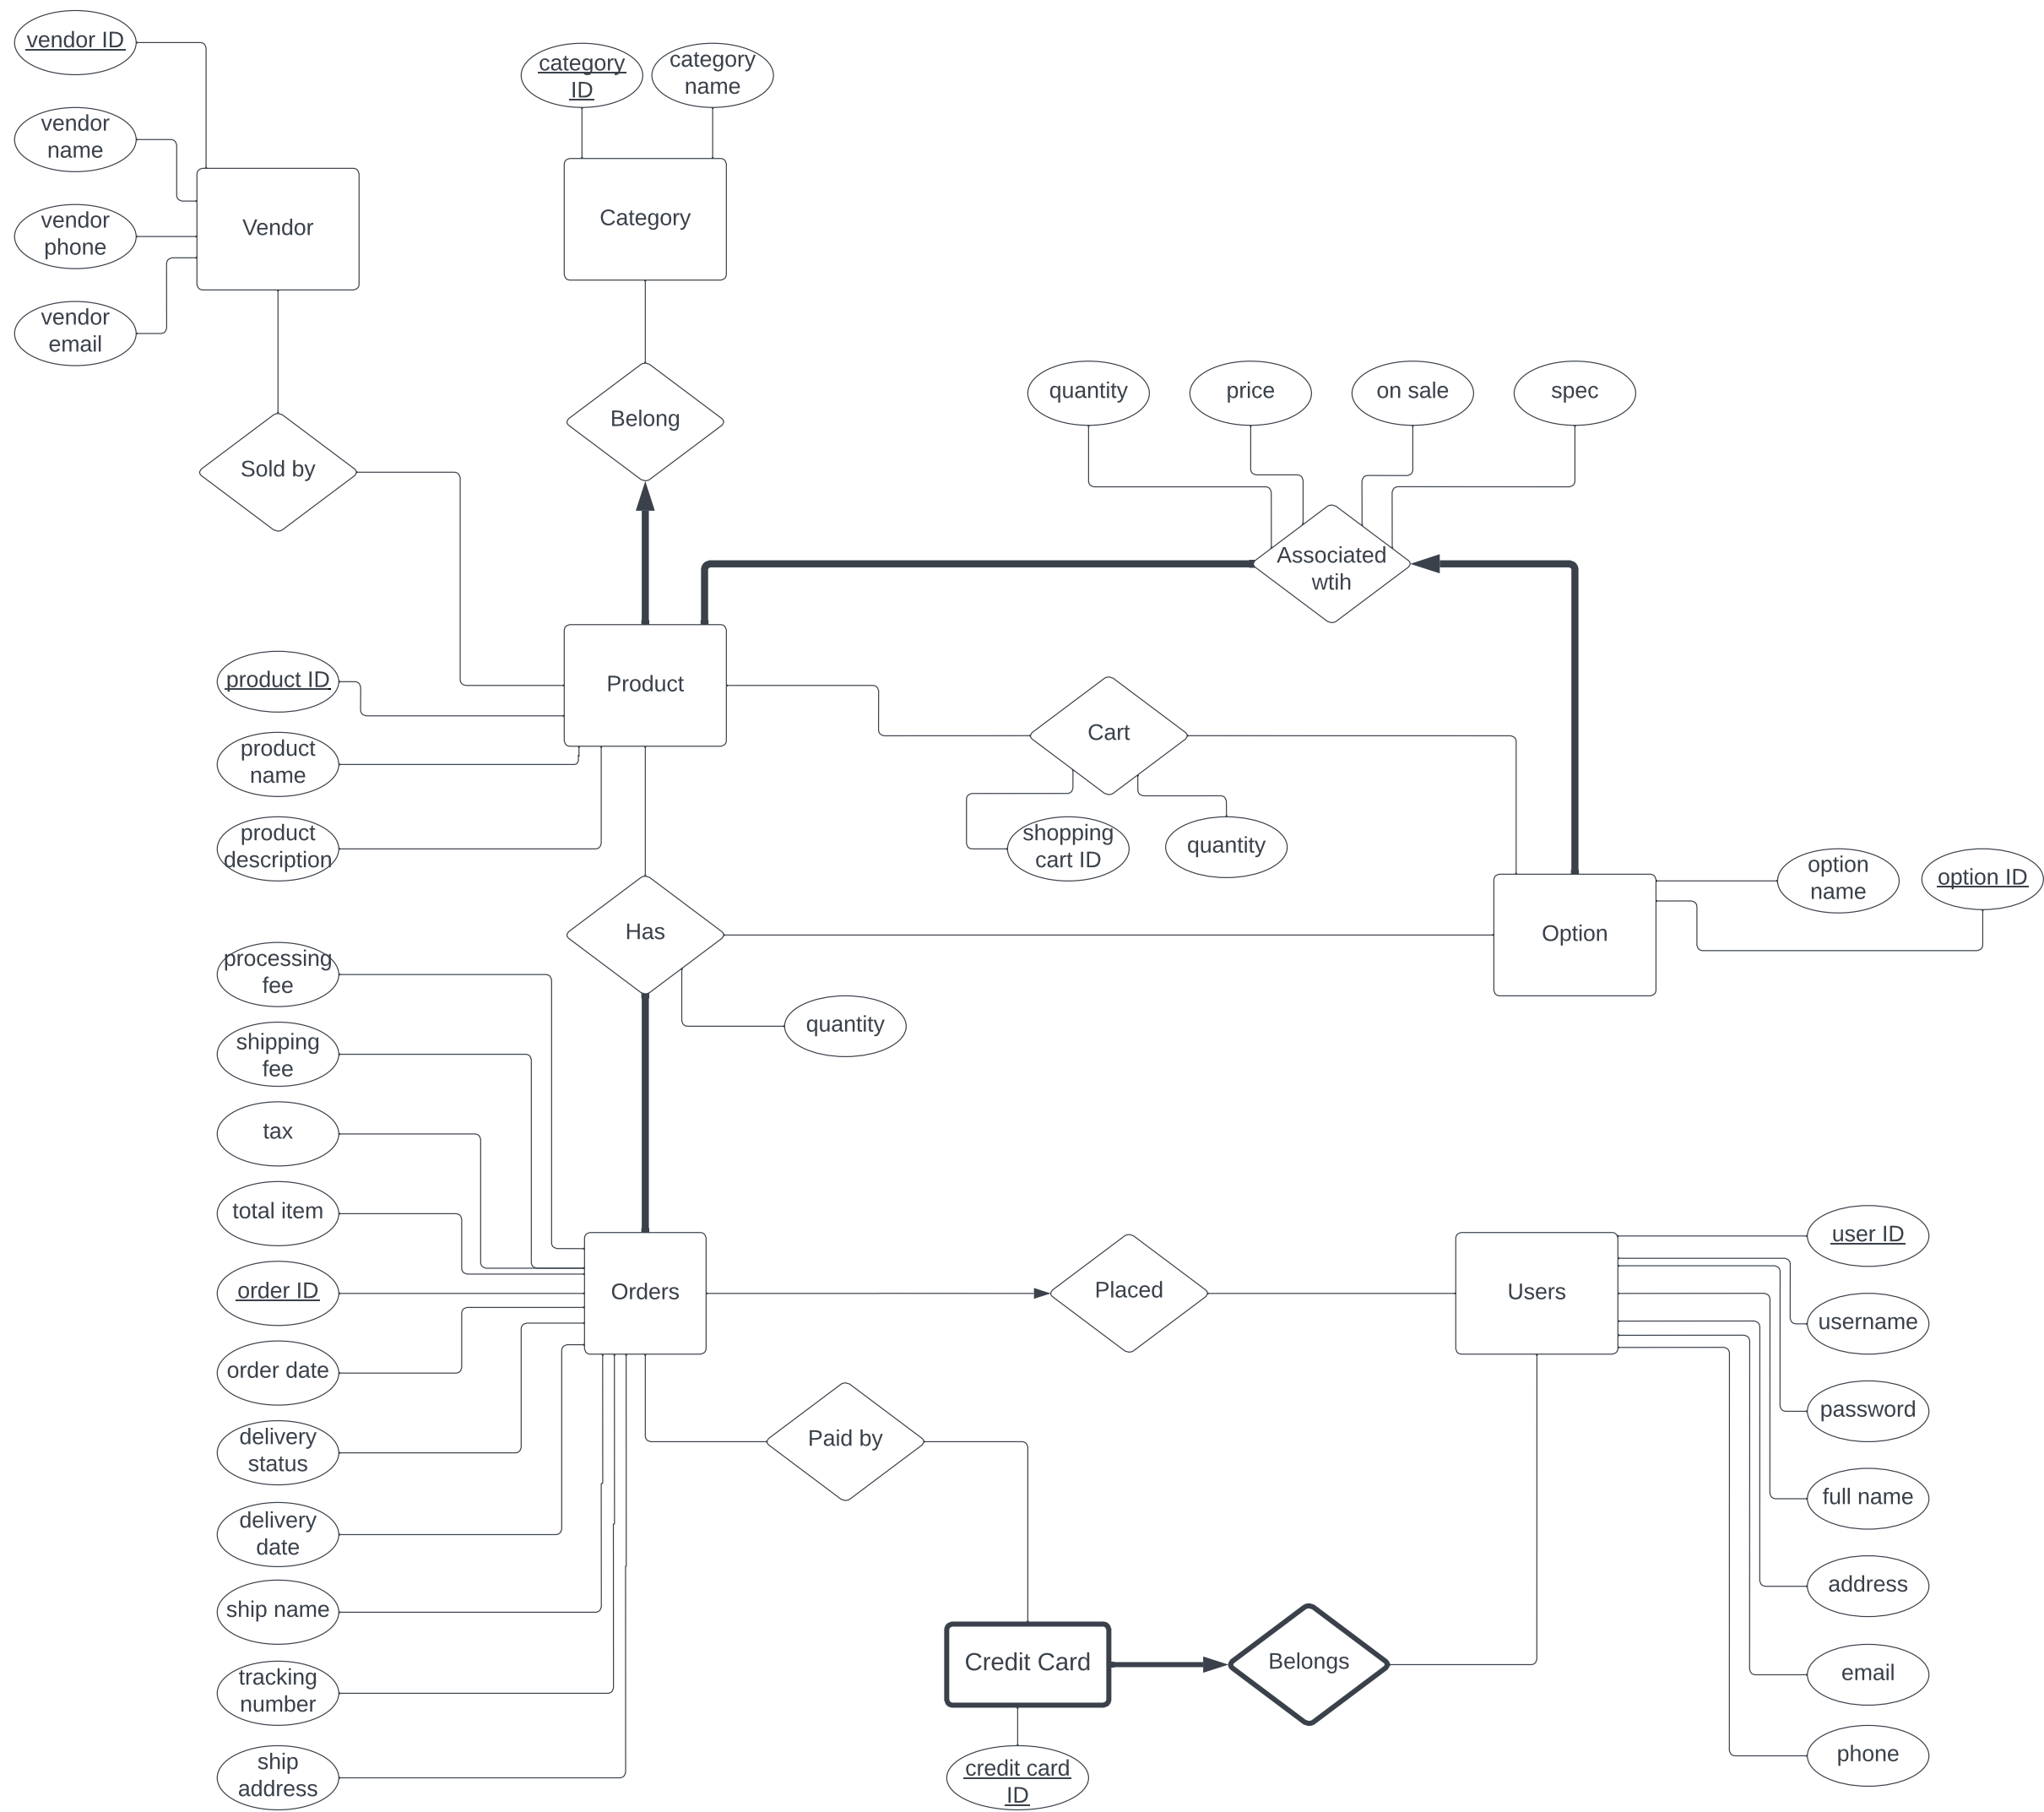 vendor ID
category
ID
category
name
vendor
name
Vendor
Category
vendor
phone
vendor
email
quantity
price
on sale
spec
Belong
Sold by
Associated
wtih
product ID
Product
Cart
product
name
product
description
shopping
cart ID
quantity
option
name
option ID
Has
Option
processing
fee
quantity
shipping
fee
tax
total item
user ID
order ID
Orders
Placed
Users
username
order date
password
delivery
status
Paid by
full name
delivery
date
address
ship name
Credit Card
Belongs
email
tracking
number
phone
ship
address
credit card
ID